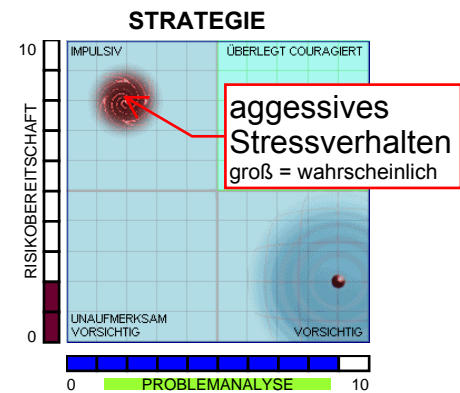 STRATEGIE
10
IMPULSIV
ÜBERLEGT COURAGIERT
aggessives
Stressverhalten
groß = wahrscheinlich
RISIKOBEREITSCHAFT
UNAUFMERKSAM
VORSICHTIG
VORSICHTIG
0
0
PROBLEMANALYSE
10